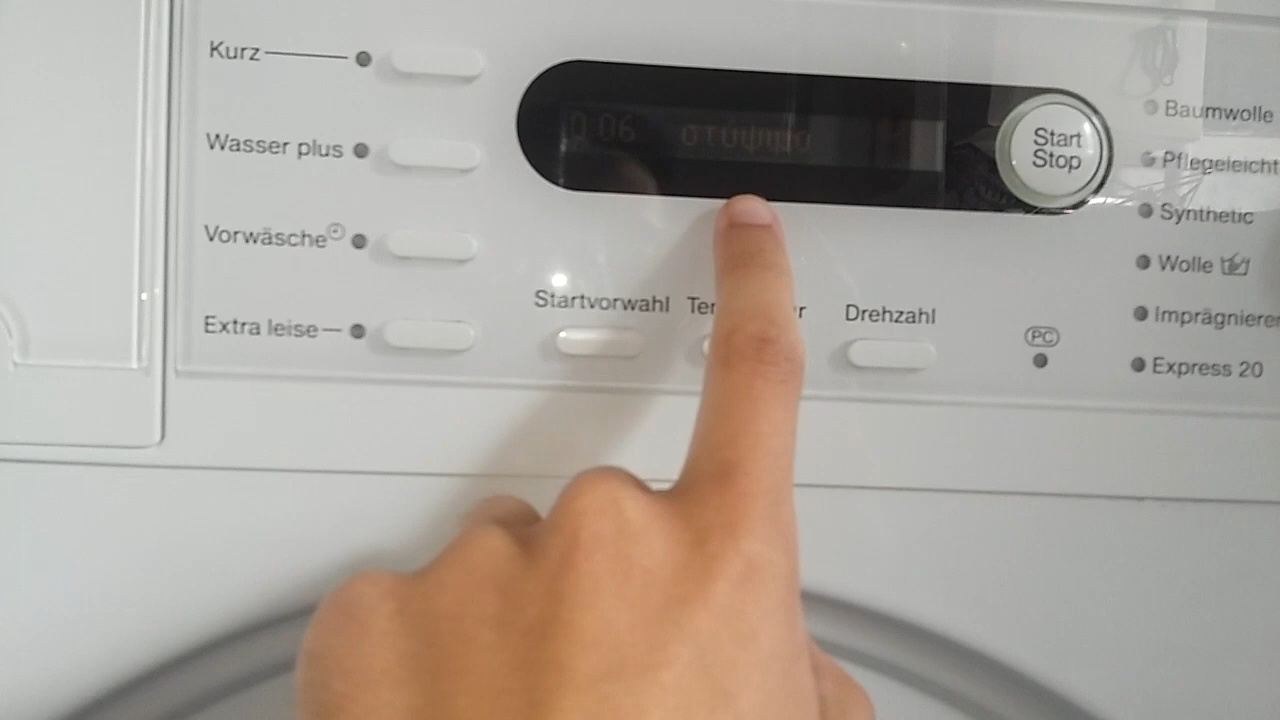 Kurz
Wasser plus
Vorwäsche
Extra leise
0:06 στυψιμο
Start
Stop
Startvorwahl
Drehzahl
PC
Baumwolle
Pflegeleicht
Synthetic
Wolle
Express 20